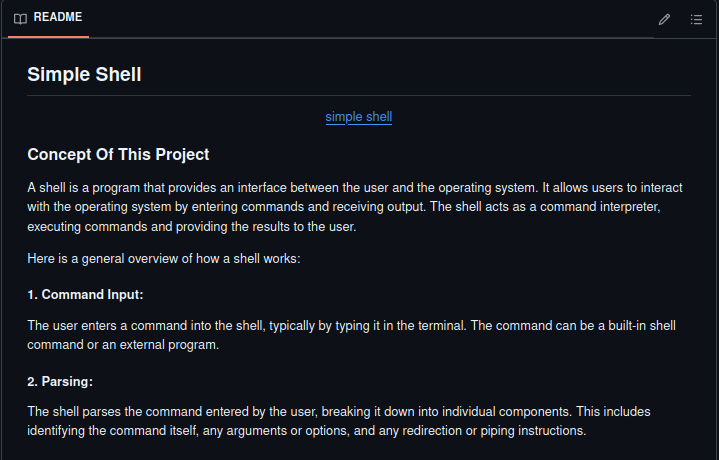 README
Simple Shell
simple shell
Concept Of This Project
A shell is a program that provides an interface between the user and the operating system. It allows users to interact
with the operating system by entering commands and receiving output. The shell acts as a command interpreter,
executing commands and providing the results to the user.
Here is a general overview of how a shell works:
1. Command Input:
The user enters a command into the shell, typically by typing it in the terminal. The command can be a built-in shell
command or an external program.
2. Parsing:
The shell parses the command entered by the user, breaking it down into individual components. This includes
identifying the command itself, any arguments or options, and any redirection or piping instructions.